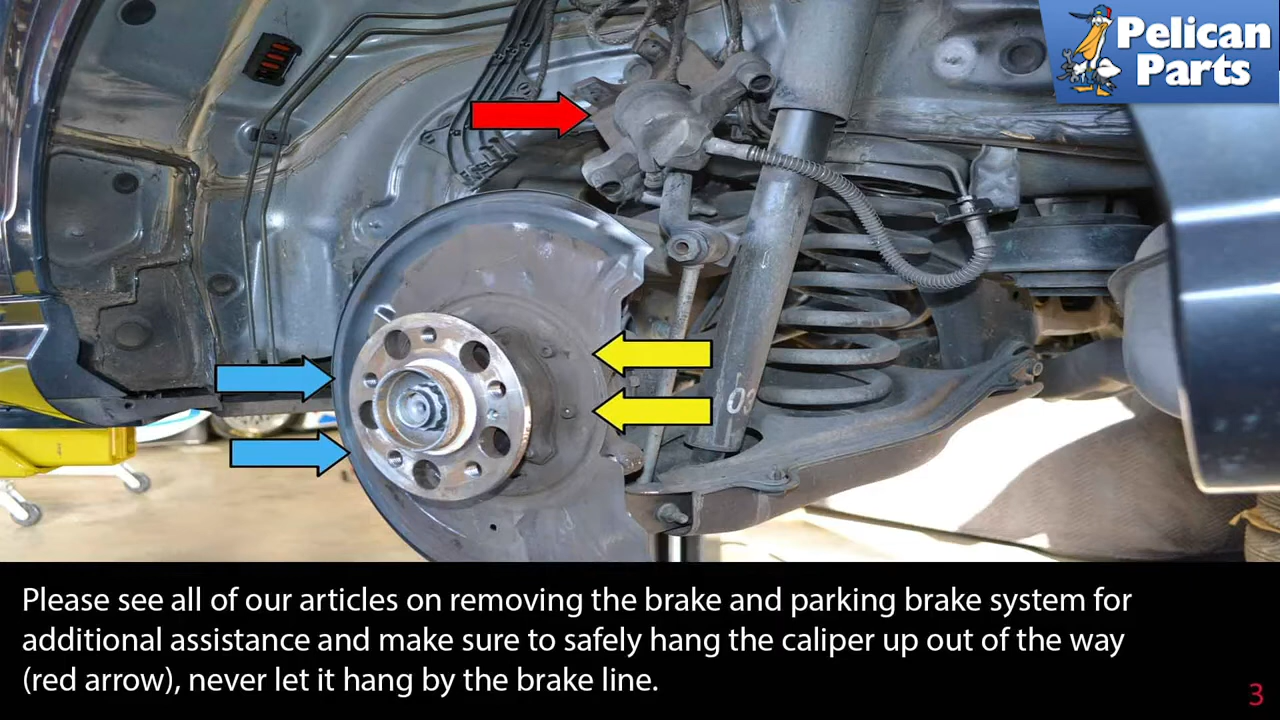 Pelican
Parts
03
Please see all of our articles on removing the brake and parking brake system for
additional assistance and make sure to safely hang the caliper up out of the way
(red arrow), never let it hang by the brake line.
3